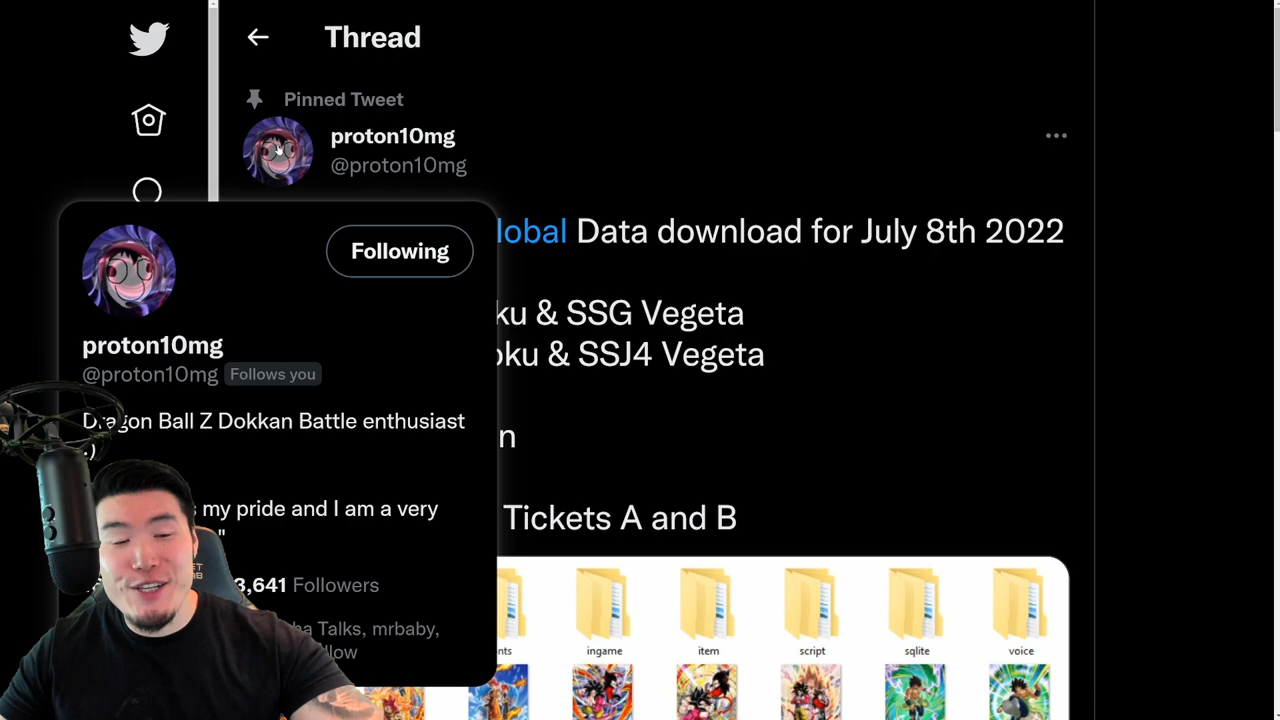 Thread
Pinned Tweet
proton10mg
@proton10mg
lobal Data download for July 8th 2022
Following
ku & SSG Vegeta
proton10mg
oku & SSJ4 Vegeta
@proton10mg Follows you
Dragon Ball Z Dokkan Battle enthusiast
:)
n
my pride and I am a very
"
Tickets A and B
3,641 Followers
Talks, mrbaby,
nts
ingame
item
script
sqlite
voice